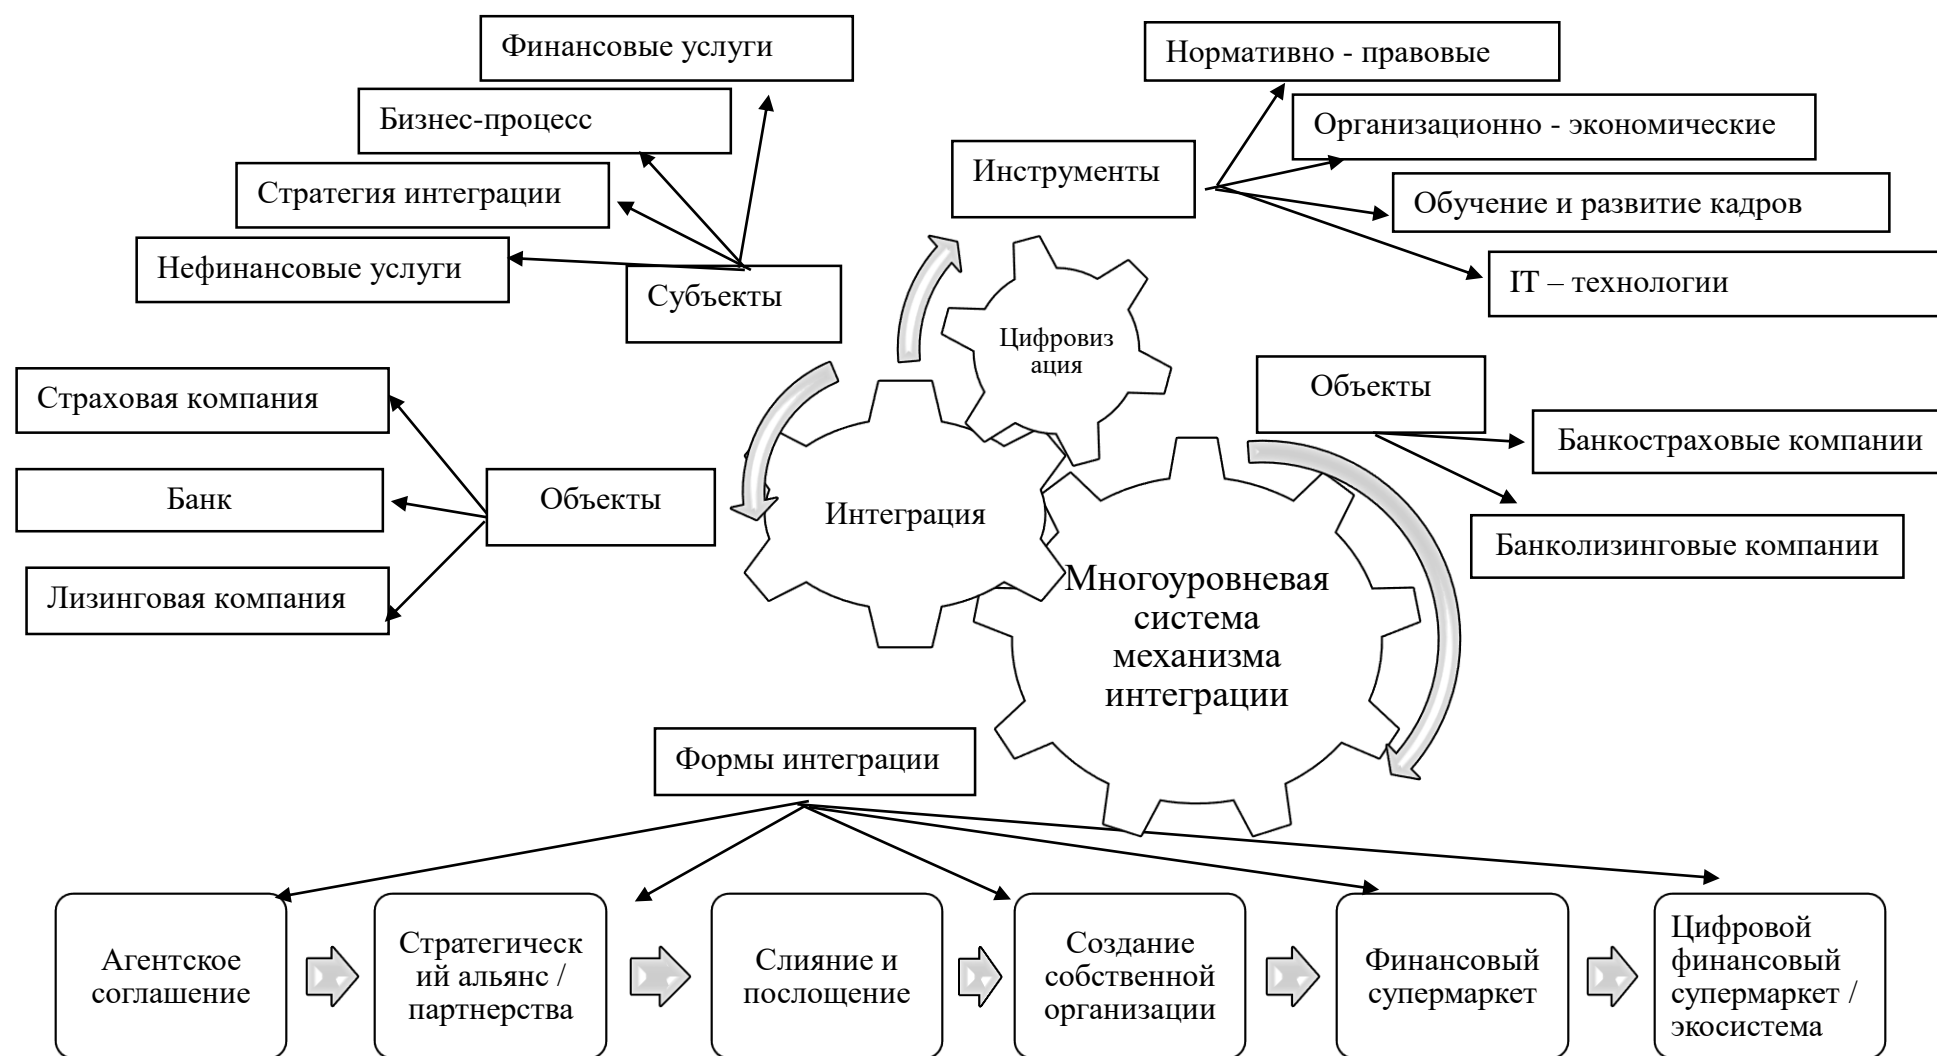 Финансовые услуги
Бизнес-процесс
Стратегия интеграции
Нефинансовые услуги
Субъекты
Нормативно - правовые
Организационно - экономические
Инструменты
Обучение и развитие кадров
IT – технологии
Цифровиз
ация
Страховая компания
Банк
Объекты
Лизинговая компания
Интеграция
Объекты
Банкостраховые компании
Банколизинговые компании
Многоуровневая
система
механизма
интеграции
Формы интеграции
Агентское
соглашение
Стратегическ
ий альянс /
партнерства
Слияние и
послощение
Создание
собственной
организации
Финансовый
супермаркет
Цифровой
финансовый
супермаркет /
экосистема